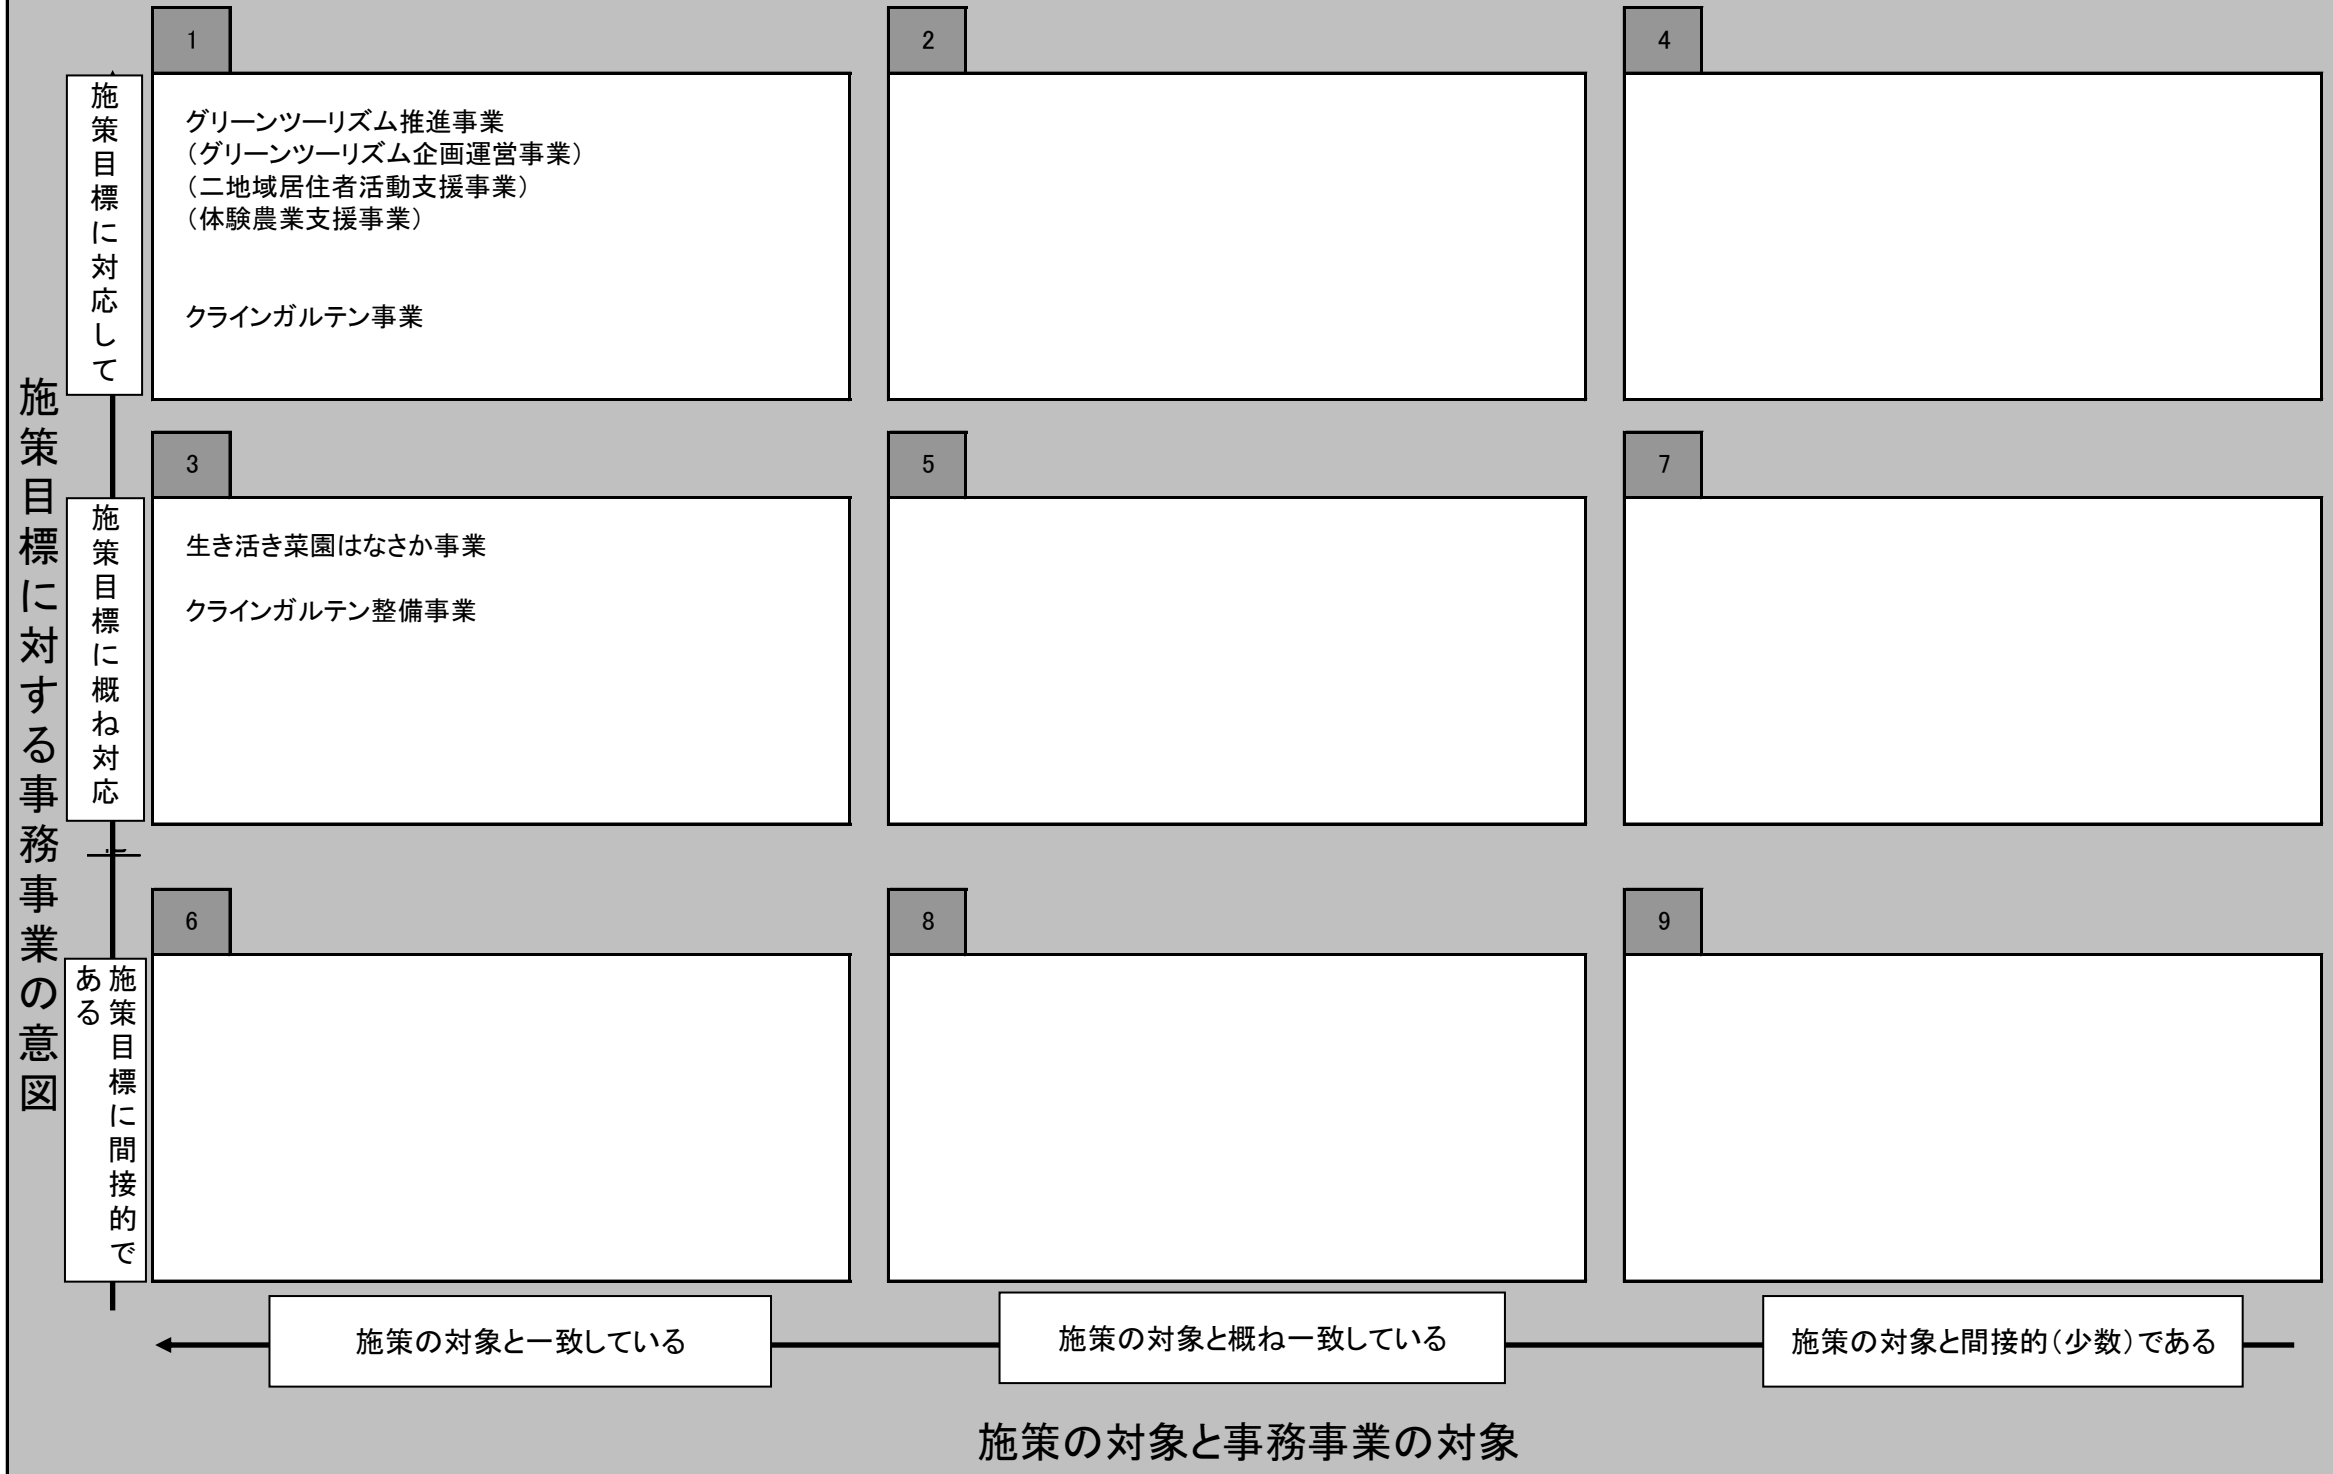 施策目標に対する事務事業の意図
施策目標に対応して
1
グリーンツーリズム推進事業
（グリーンツーリズム企画運営事業）
（二地域居住者活動支援事業）
（体験農業支援事業）
クラインガルテン事業
2
4
施策目標に概ね対応
3
生き活き菜園はなさか事業
クラインガルテン整備事業
5
7
施策目標に間接的で
ある
6
8
9
施策の対象と一致している
施策の対象と概ね一致している
施策の対象と間接的（少数）である
施策の対象と事務事業の対象